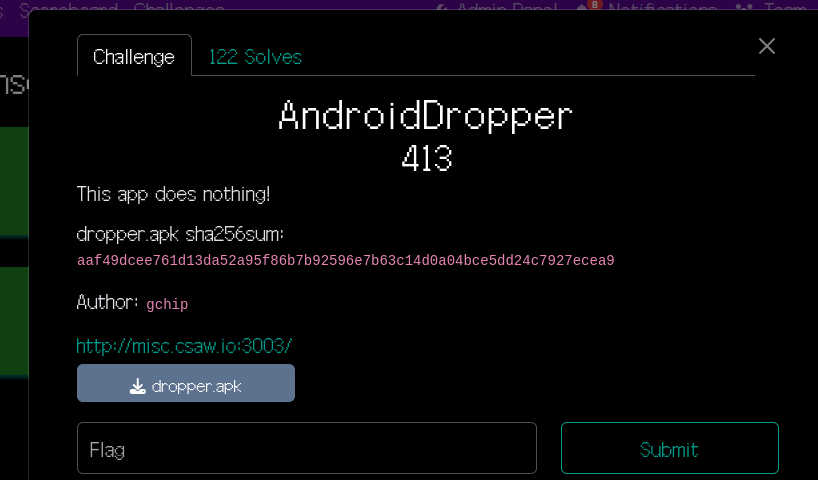 Scoreboard Challenges Admin Panel 8 Notifications Team
Challenge 122 Solves
AndroidDropper
413
This app does nothing!
dropper.apk sha256sum:
aaf49dcee761d13da52a95f86b7b92596e7b63c14d0a04bce5dd24c7927ecea9
Author: gchip
http://misc.csaw.io:3003/
dropper.apk
Flag Submit